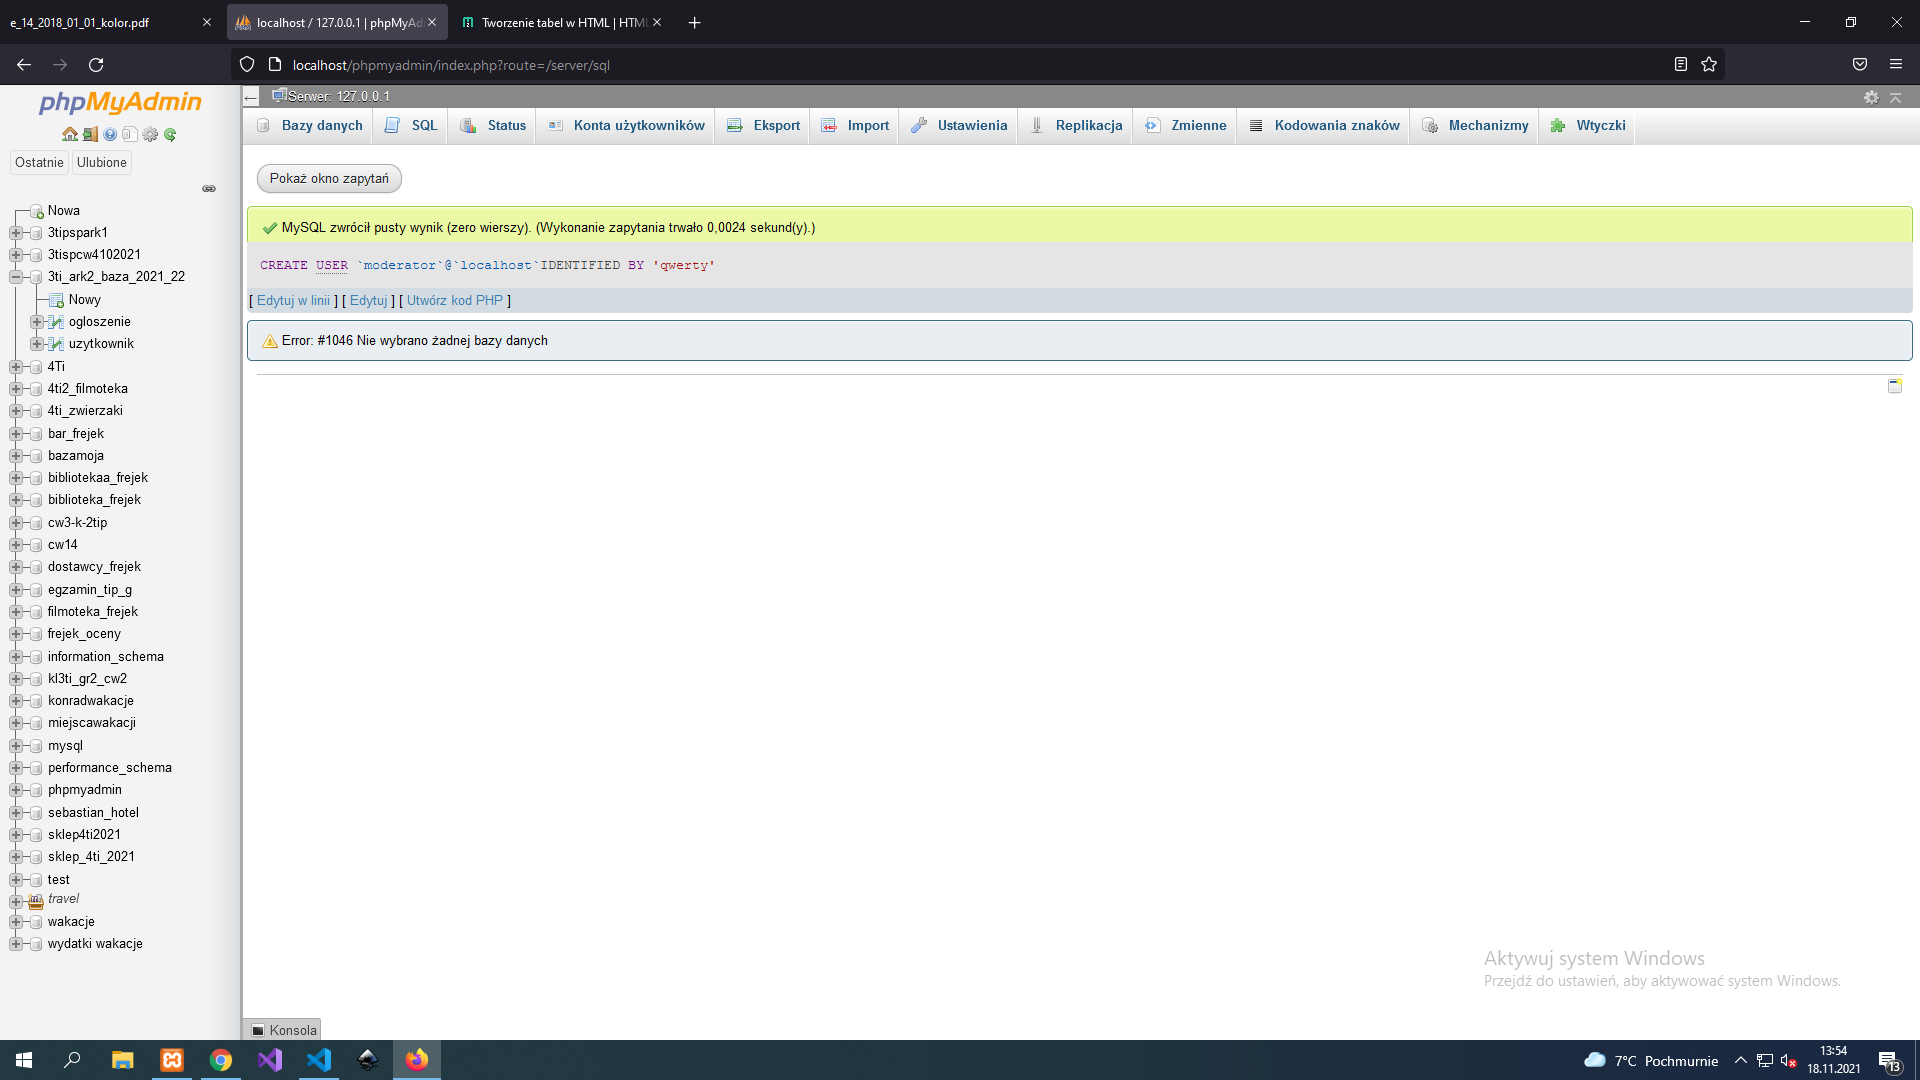 e_14_2018_01_01_kolor.pdf
localhost / 127.0.0.1 | phpMyAd
Tworzenie tabel w HTML | HTML
localhost/phpmyadmin/index.php?route=/server/sql
phpMyAdmin
Ostatnie
Ulubione
Nowa
3tipspark1
3tispcw4102021
3ti_ark2_baza_2021_22
Nowy
ogloszenie
uzytkownik
4Ti
4ti2_filmoteka
4ti_zwierzaki
bar_frejek
bazamoja
bibliotekaa_frejek
biblioteka_frejek
cw3-k-2tip
cw14
dostawcy_frejek
egzamin_tip_g
filmoteka_frejek
frejek_oceny
information_schema
kl3ti_gr2_cw2
konradwakacje
miejscawakacji
mysql
performance_schema
phpmyadmin
sebastian_hotel
sklep4ti2021
sklep_4ti_2021
test
travel
wakacje
wydatki wakacje
Serwer: 127.0.0.1
Bazy danych
SQL
Status
Konta użytkowników
Eksport
Import
Ustawienia
Replikacja
Zmienne
Kodowania znaków
Mechanizmy
Wtyczki
Pokaż okno zapytań
MySQL zwrócił pusty wynik (zero wierszy). (Wykonanie zapytania trwało 0,0024 sekund(y).)
CREATE USER `moderator`@`localhost`IDENTIFIED BY 'qwerty'
[ Edytuj w linii ] [ Edytuj ] [ Utwórz kod PHP ]
Error: #1046 Nie wybrano żadnej bazy danych
Aktywuj system Windows
Przejdź do ustawień, aby aktywować system Windows.
Konsola
7°C Pochmurnie
13:54
18.11.2021
13